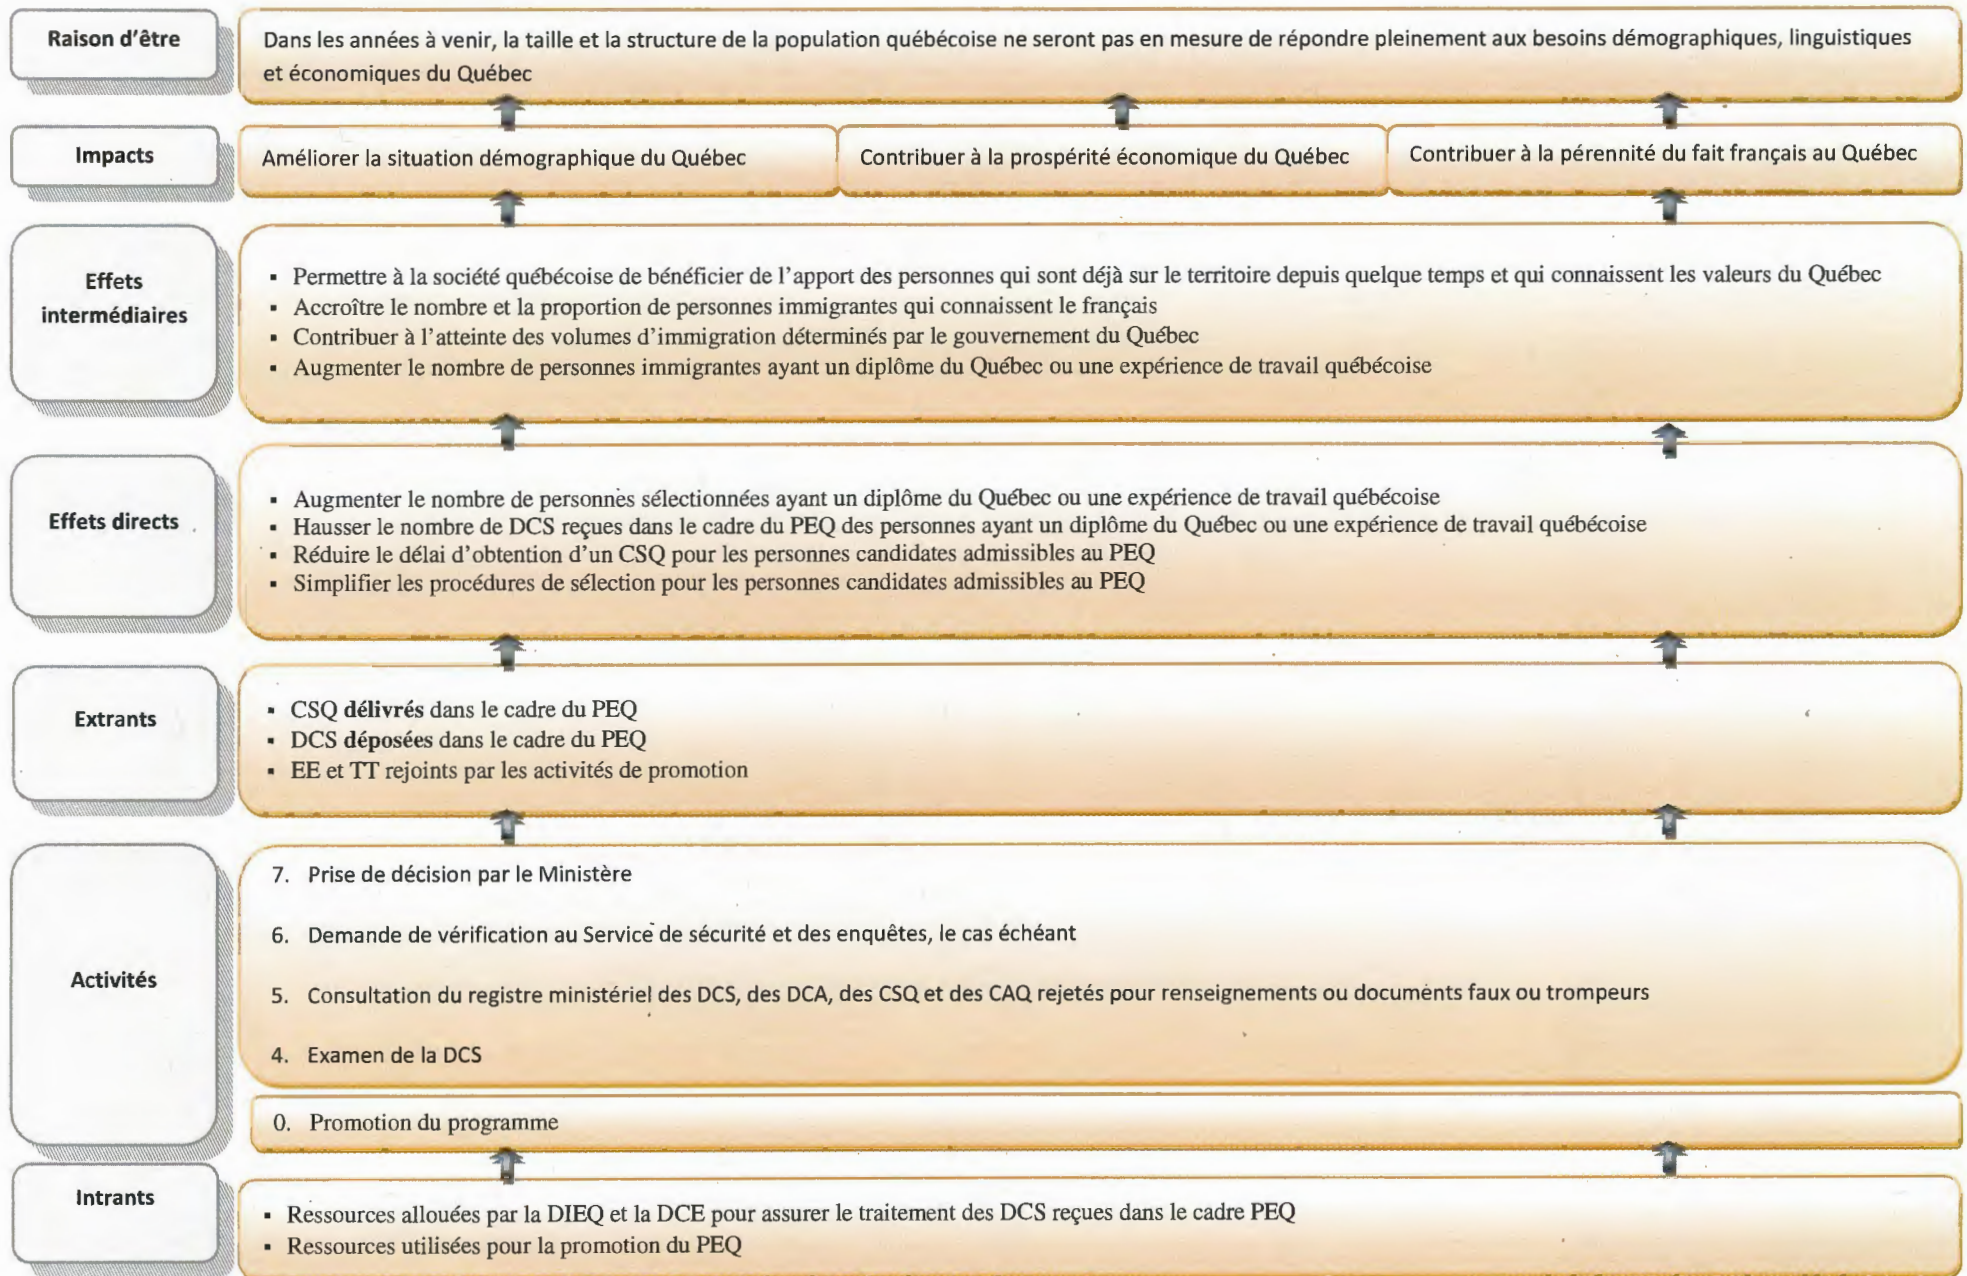 Raison d'être
Dans les années à venir, la taille et la structure de la population québécoise ne seront pas en mesure de répondre pleinement aux besoins démographiques, linguistiques
et économiques du Québec
Impacts
Améliorer la situation démographique du Québec
Contribuer à la prospérité économique du Québec
Contribuer à la pérennité du fait français au Québec
Effets
intermédiaires
▪ Permettre à la société québécoise de bénéficier de l'apport des personnes qui sont déjà sur le territoire depuis quelque temps et qui connaissent les valeurs du Québec
▪ Accroître le nombre et la proportion de personnes immigrantes qui connaissent le français
▪ Contribuer à l'atteinte des volumes d'immigration déterminés par le gouvernement du Québec
▪ Augmenter le nombre de personnes immigrantes ayant un diplôme du Québec ou une expérience de travail québécoise
Effets directs
▪ Augmenter le nombre de personnes sélectionnées ayant un diplôme du Québec ou une expérience de travail québécoise
▪ Hausser le nombre de DCS reçues dans le cadre du PEQ des personnes ayant un diplôme du Québec ou une expérience de travail québécoise
▪ Réduire le délai d'obtention d'un CSQ pour les personnes candidates admissibles au PEQ
▪ Simplifier les procédures de sélection pour les personnes candidates admissibles au PEQ
Extrants
▪ CSQ délivrés dans le cadre du PEQ
▪ DCS déposées dans le cadre du PEQ
▪ EE et TT rejoints par les activités de promotion
Activités
7. Prise de décision par le Ministère
6. Demande de vérification au Service de sécurité et des enquêtes, le cas échéant
5. Consultation du registre ministériel des DCS, des DCA, des CSQ et des CAQ rejetés pour renseignements ou documents faux ou trompeurs
4. Examen de la DCS
0. Promotion du programme
Intrants
▪ Ressources allouées par la DIEQ et la DCE pour assurer le traitement des DCS reçues dans le cadre PEQ
▪ Ressources utilisées pour la promotion du PEQ